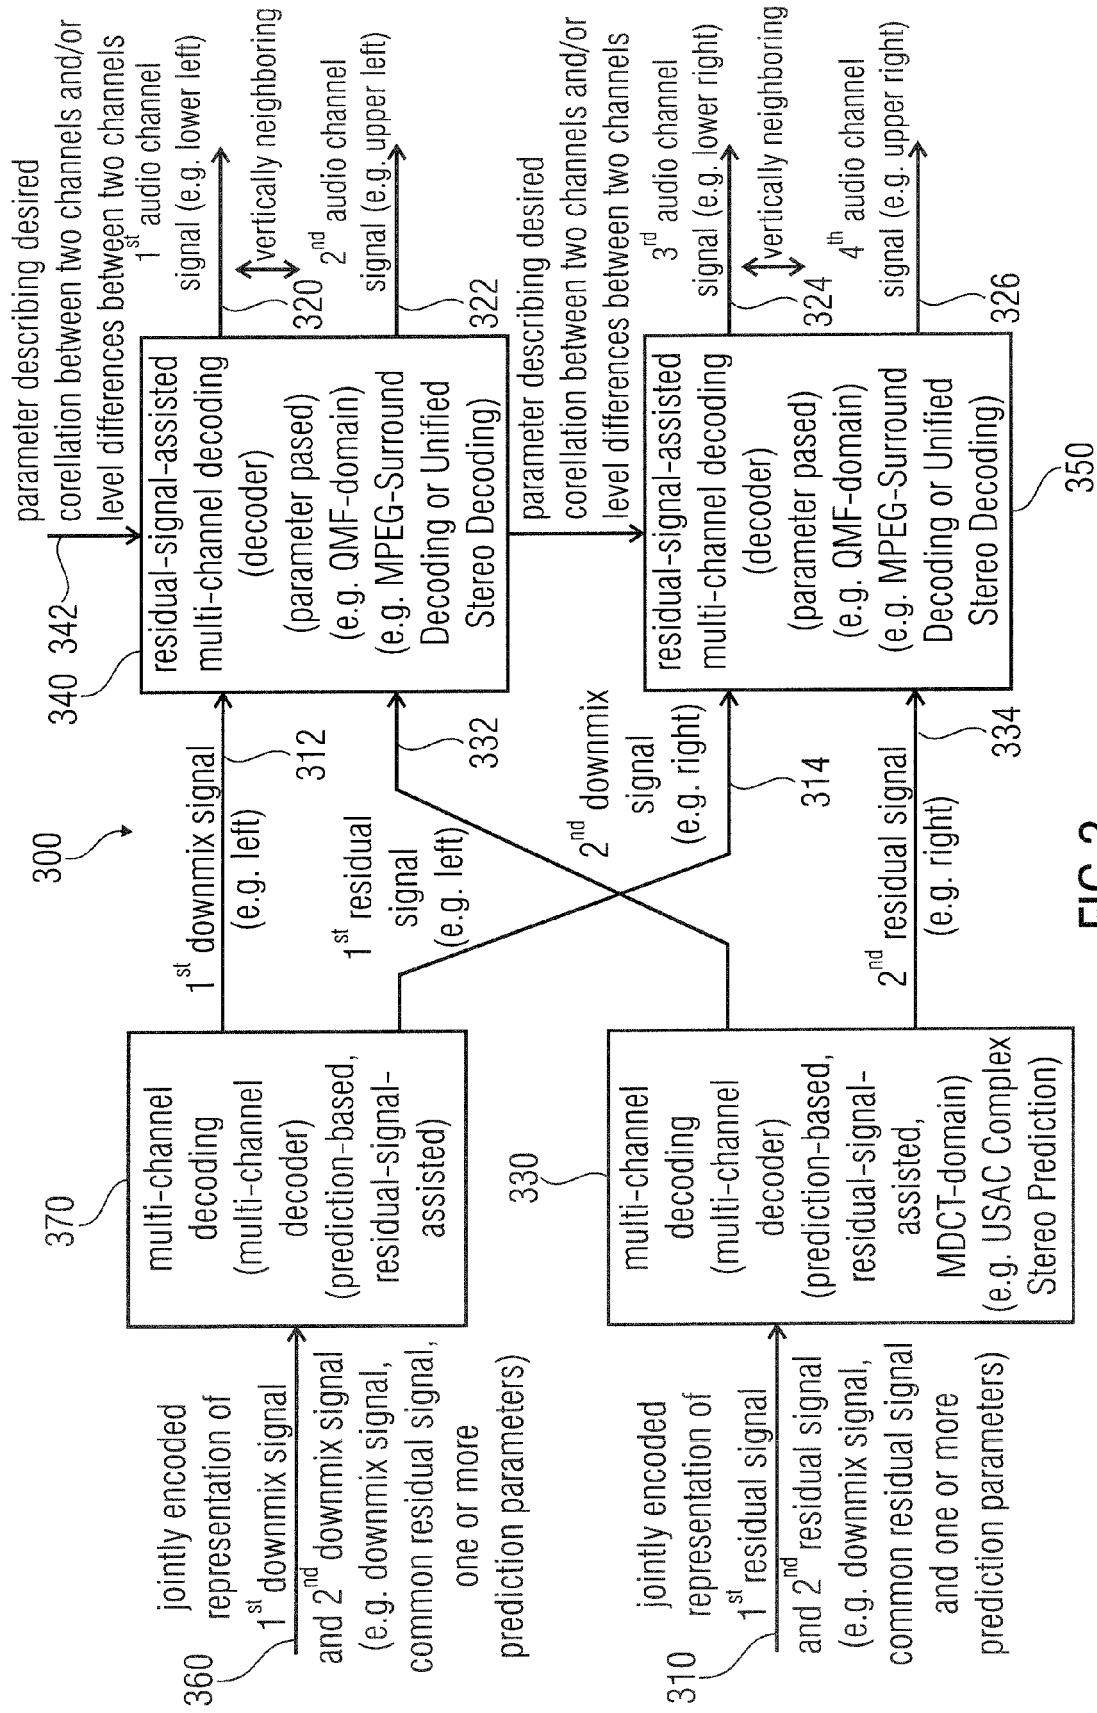 300
360
jointly encoded
representation of
1st downmix signal
and 2nd downmix signal
(e.g. downmix signal,
common residual signal,
one or more
prediction parameters)
370
multi-channel
decoding
(multi-channel
decoder)
(prediction-based,
residual-signal-
assisted)
310
jointly encoded
representation of
1st residual signal
and 2nd residual signal
(e.g. downmix signal,
common residual signal
and one or more
prediction parameters)
330
multi-channel
decoding
(multi-channel
decoder)
(prediction-based,
residual-signal-
assisted,
MDCT-domain)
(e.g. USAC Complex
Stereo Prediction)
1st downmix signal
(e.g. left)
312
1st residual
signal
(e.g. left)
332
2nd downmix
signal
(e.g. right)
314
2nd residual signal
(e.g. right)
334
340
342
parameter describing desired
corellation between two channels and/or
level differences between two channels
residual-signal-assisted
multi-channel decoding
(decoder)
(parameter pased)
(e.g. QMF-domain)
(e.g. MPEG-Surround
Decoding or Unified
Stereo Decoding)
1st audio channel
signal (e.g. lower left)
320
vertically neighboring
2nd audio channel
signal (e.g. upper left)
322
parameter describing desired
corellation between two channels and/or
level differences between two channels
residual-signal-assisted
multi-channel decoding
(decoder)
(parameter pased)
(e.g. QMF-domain)
(e.g. MPEG-Surround
Decoding or Unified
Stereo Decoding)
350
3rd audio channel
signal (e.g. lower right)
324
vertically neighboring
4th audio channel
signal (e.g. upper right)
326